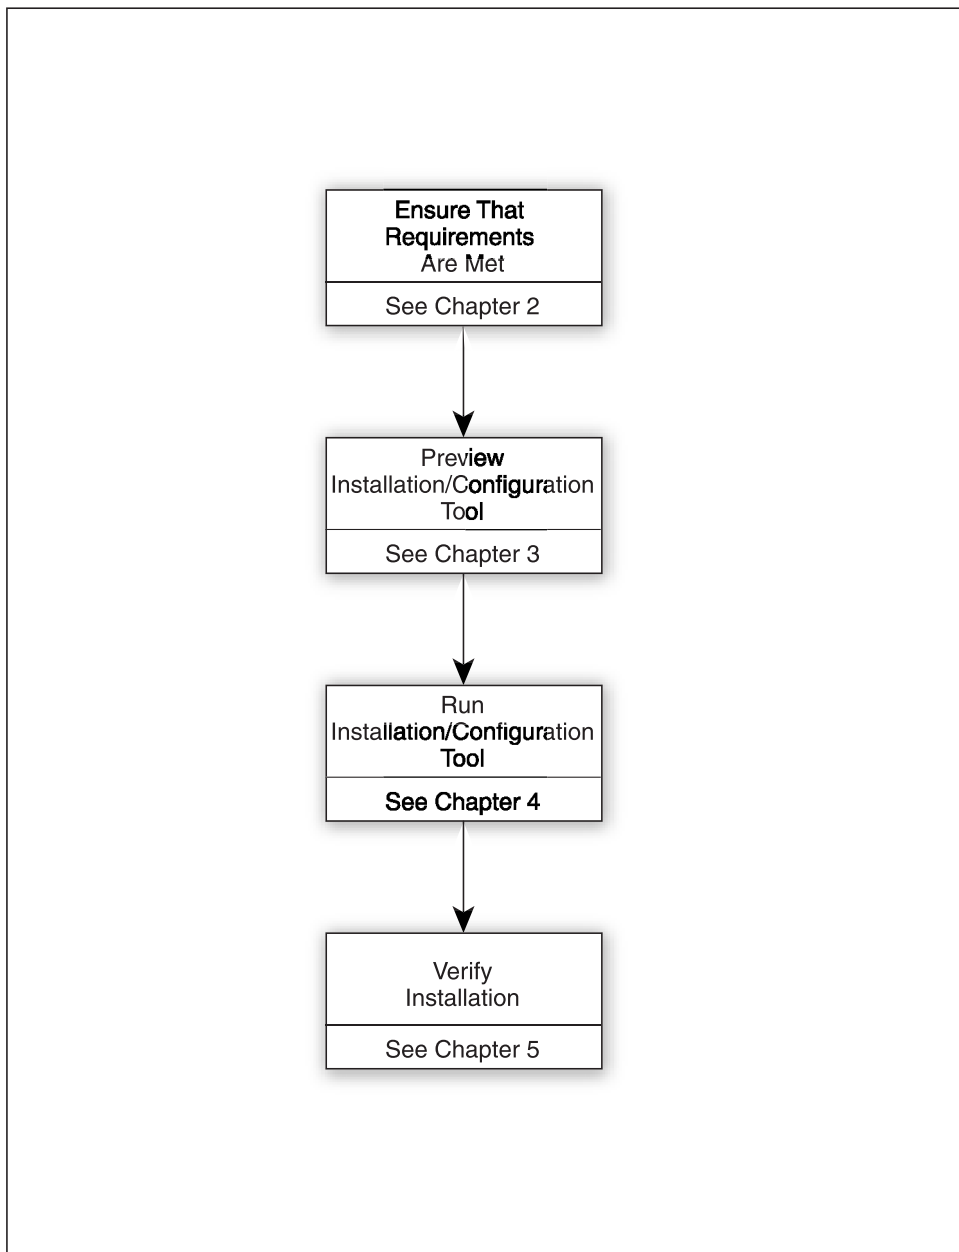 Ensure That
Requirements
Are Met
See Chapter 2
Preview
Installation/Configuration
Tool
See Chapter 3
Run
Installation/Configuration
Tool
See Chapter 4
Verify
Installation
See Chapter 5